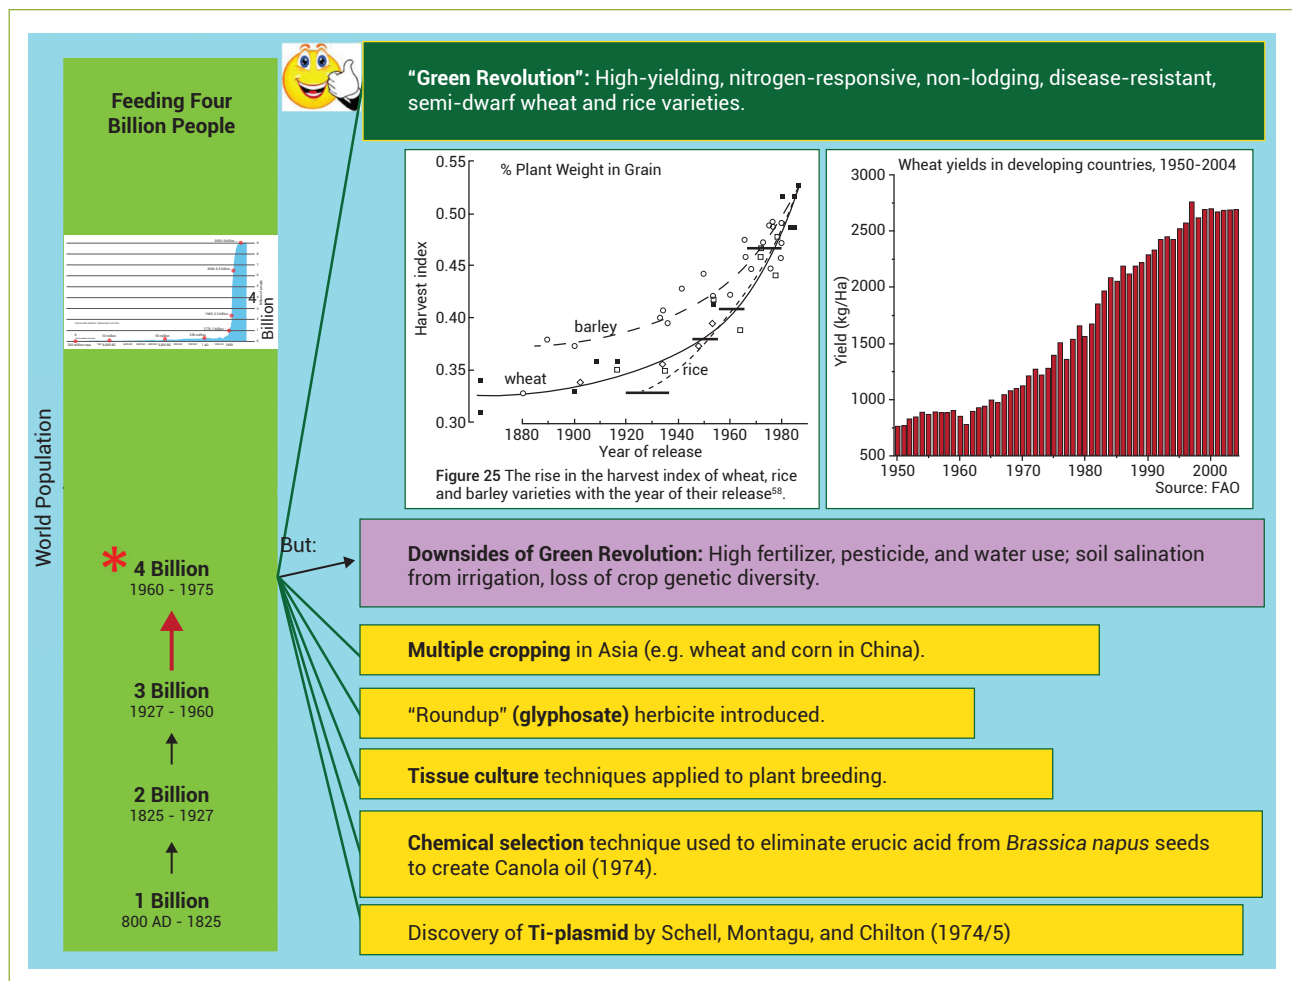 Feeding Four
Billion People
4
Billion
World Population
4 Billion
1960 - 1975
3 Billion
1927 - 1960
2 Billion
1825 - 1927
1 Billion
800 AD - 1825
“Green Revolution”: High-yielding, nitrogen-responsive, non-lodging, disease-resistant,
semi-dwarf wheat and rice varieties.
% Plant Weight in Grain
Harvest index
0.55
0.50
0.45
0.40
0.35
0.30
barley
wheat
rice
1880 1900 1920 1940 1960 1980
Year of release
Figure 25 The rise in the harvest index of wheat, rice
and barley varieties with the year of their release58.
Wheat yields in developing countries, 1950-2004
Yield (kg/Ha)
3000
2500
2000
1500
1000
500
1950 1960 1970 1980 1990 2000
Source: FAO
But:
Downsides of Green Revolution: High fertilizer, pesticide, and water use; soil salination
from irrigation, loss of crop genetic diversity.
Multiple cropping in Asia (e.g. wheat and corn in China).
“Roundup” (glyphosate) herbicite introduced.
Tissue culture techniques applied to plant breeding.
Chemical selection technique used to eliminate erucic acid from Brassica napus seeds
to create Canola oil (1974).
Discovery of Ti-plasmid by Schell, Montagu, and Chilton (1974/5)